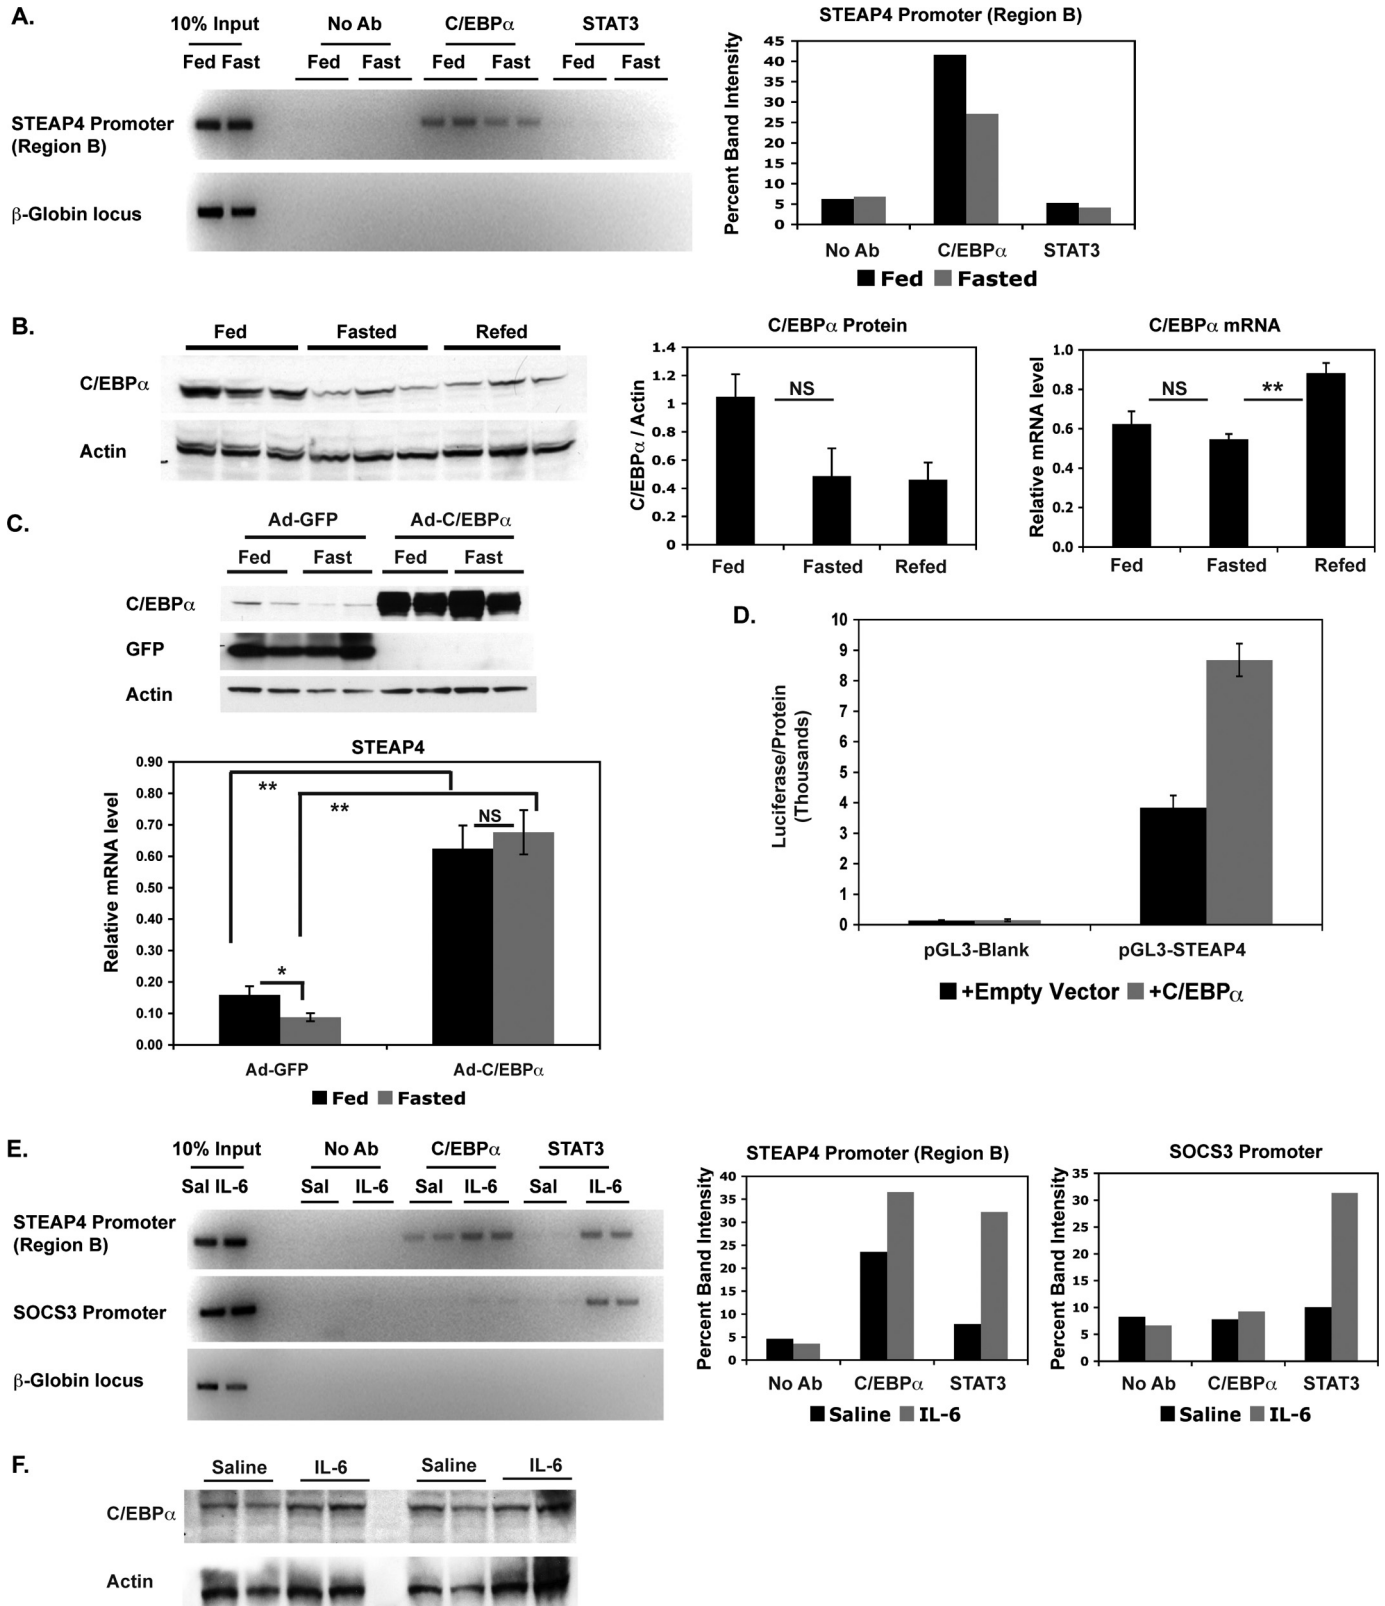 A.
10% Input No Ab C/EBPα STAT3
Fed Fast Fed Fast Fed Fast Fed Fast
STEAP4 Promoter
(Region B)
β-Globin locus
STEAP4 Promoter (Region B)
Percent Band Intensity
45
40
35
30
25
20
15
10
5
0
No Ab C/EBPα STAT3
Fed Fasted
B.
Fed Fasted Refed
C/EBPα
Actin
C/EBPα Protein
C/EBPα / Actin
1.4
1.2
1
0.8
0.6
0.4
0.2
0
NS
Fed Fasted Refed
C/EBPα mRNA
Relative mRNA level
1.0
0.8
0.6
0.4
0.2
0.0
NS **
Fed Fasted Refed
C.
Ad-GFP Ad-C/EBPα
Fed Fast Fed Fast
C/EBPα
GFP
Actin
STEAP4
Relative mRNA level
0.90
0.80
0.70
0.60
0.50
0.40
0.30
0.20
0.10
0.00
**
**
NS
*
Ad-GFP Ad-C/EBPα
Fed Fasted
D.
Luciferase/Protein
(Thousands)
10
9
8
7
6
5
4
3
2
1
0
pGL3-Blank pGL3-STEAP4
+Empty Vector +C/EBPα
E.
10% Input No Ab C/EBPα STAT3
Sal IL-6 Sal IL-6 Sal IL-6 Sal IL-6
STEAP4 Promoter
(Region B)
SOCS3 Promoter
β-Globin locus
STEAP4 Promoter (Region B)
Percent Band Intensity
40
35
30
25
20
15
10
5
0
No Ab C/EBPα STAT3
Saline IL-6
SOCS3 Promoter
Percent Band Intensity
35
30
25
20
15
10
5
0
No Ab C/EBPα STAT3
Saline IL-6
F.
Saline IL-6 Saline IL-6
C/EBPα
Actin